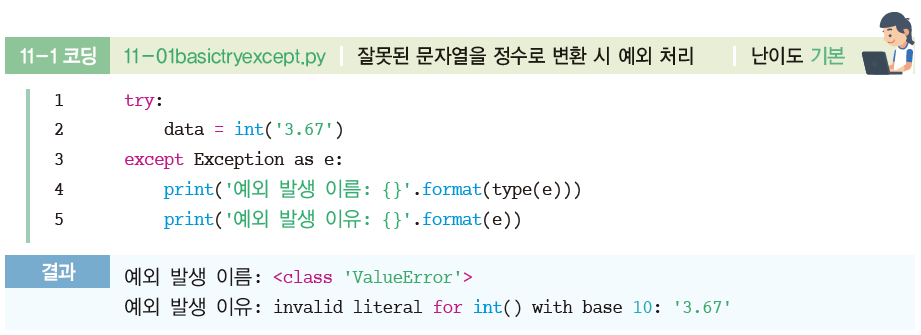 11-1 코딩 11-01basictryexcept.py 잘못된 문자열을 정수로 변환 시 예외 처리 난이도 기본
1 try:
2 data = int('3.67')
3 except Exception as e:
4 print('예외 발생 이름: {}'.format(type(e)))
5 print('예외 발생 이유: {}'.format(e))
결과 예외 발생 이름: <class 'ValueError'>
예외 발생 이유: invalid literal for int() with base 10: '3.67'